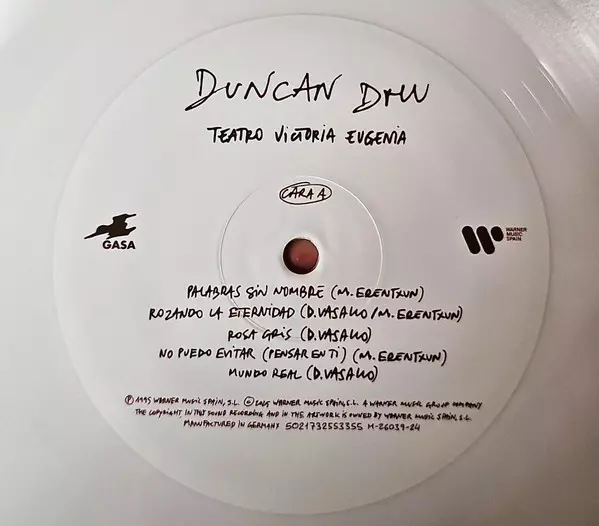 DUNCAN DHU
TEATRO VICTORIA EUGENIA
CARA A
GASA
WARNER
MUSIC
SPAIN
PALABRAS SIN NOMBRE (M. ERENTXUN)
ROZANDO LA ETERNIDAD (D. VASALLO / M. ERENTXUN)
ROSA GRIS (D. VASALLO)
NO PUEDO EVITAR (PENSAR EN TI) (M. ERENTXUN)
MUNDO REAL (D. VASALLO)
Ⓟ 1995 WARNER MUSIC SPAIN, S.L. © 2025 WARNER MUSIC SPAIN, S.L. A WARNER MUSIC GROUP COMPANY
THE COPYRIGHT IN THIS SOUND RECORDING AND IN THE ARTWORK IS OWNED BY WARNER MUSIC SPAIN, S.L.
MANUFACTURED IN GERMANY 5021732553355 M-26039-24